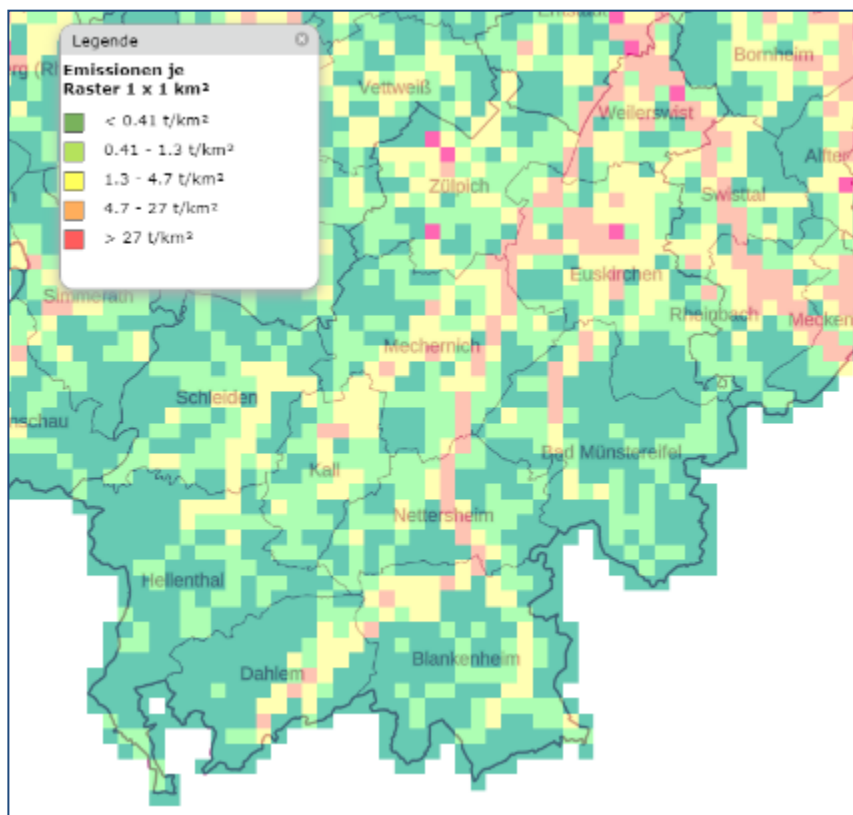 Legende
Emissionen je
Raster 1 x 1 km²
< 0.41 t/km²
0.41 - 1.3 t/km²
1.3 - 4.7 t/km²
4.7 - 27 t/km²
> 27 t/km²
Bornheim
Vettweiß
Weilerswist
Zülpich
Swisttal
Euskirchen
Simmerath
Rheinbach
Mecken
Mechernich
Schleiden
nschau
Bad Münstereifel
Kall
Nettersheim
Hellenthal
Blankenheim
Dahlem